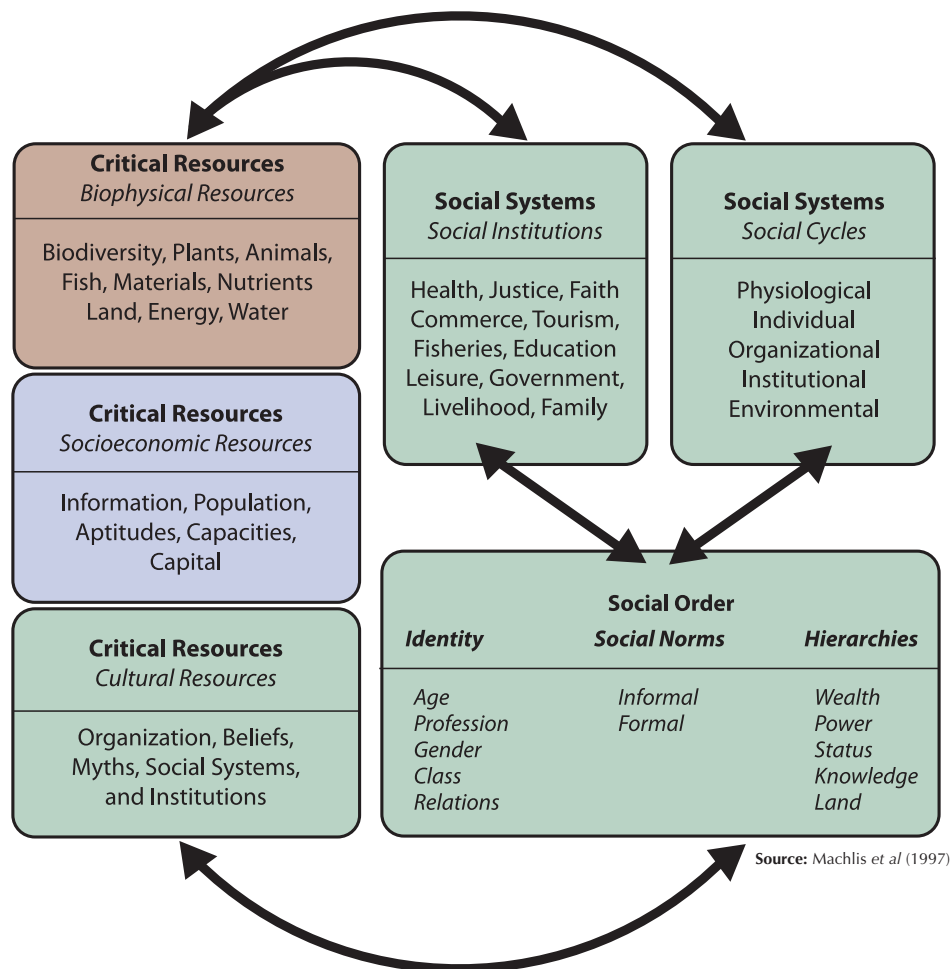 Critical Resources
Biophysical Resources
Biodiversity, Plants, Animals,
Fish, Materials, Nutrients
Land, Energy, Water
Critical Resources
Socioeconomic Resources
Information, Population,
Aptitudes, Capacities,
Capital
Critical Resources
Cultural Resources
Organization, Beliefs,
Myths, Social Systems,
and Institutions
Social Systems
Social Institutions
Health, Justice, Faith
Commerce, Tourism,
Fisheries, Education
Leisure, Government,
Livelihood, Family
Social Systems
Social Cycles
Physiological
Individual
Organizational
Institutional
Environmental
Social Order
Identity
Age
Profession
Gender
Class
Relations
Social Norms
Informal
Formal
Hierarchies
Wealth
Power
Status
Knowledge
Land
Source: Machlis et al (1997)